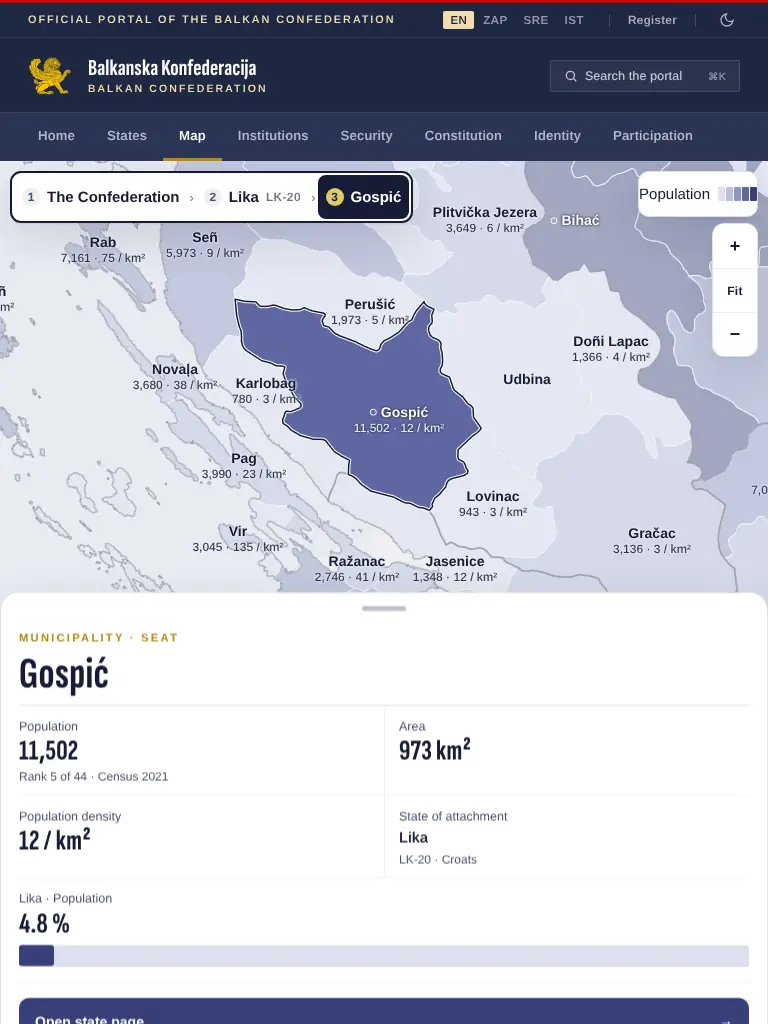 OFFICIAL PORTAL OF THE BALKAN CONFEDERATION
EN ZAP SRE IST Register
Balkanska Konfederacija
BALKAN CONFEDERATION
Search the portal ⌘K
Home States Map Institutions Security Constitution Identity Participation
1 The Confederation › 2 Lika LK-20 › 3 Gospić
Population
Plitvička Jezera
3,649 · 6 / km²
Bihać
Rab
7,161 · 75 / km²
Señ
5,973 · 9 / km²
+
Fit
−
ñ
m²
Perušić
1,973 · 5 / km²
Doñi Lapac
1,366 · 4 / km²
Novaļa
3,680 · 38 / km²
Karlobag
780 · 3 / km²
Udbina
Gospić
11,502 · 12 / km²
Pag
3,990 · 23 / km²
Lovinac
943 · 3 / km²
7,0
Vir
3,045 · 135 / km²
Gračac
3,136 · 3 / km²
Ražanac
2,746 · 41 / km²
Jasenice
1,348 · 12 / km²
MUNICIPALITY · SEAT
Gospić
Population
11,502
Rank 5 of 44 · Census 2021
Area
973 km²
Population density
12 / km²
State of attachment
Lika
LK-20 · Croats
Lika · Population
4.8 %
Open state page →